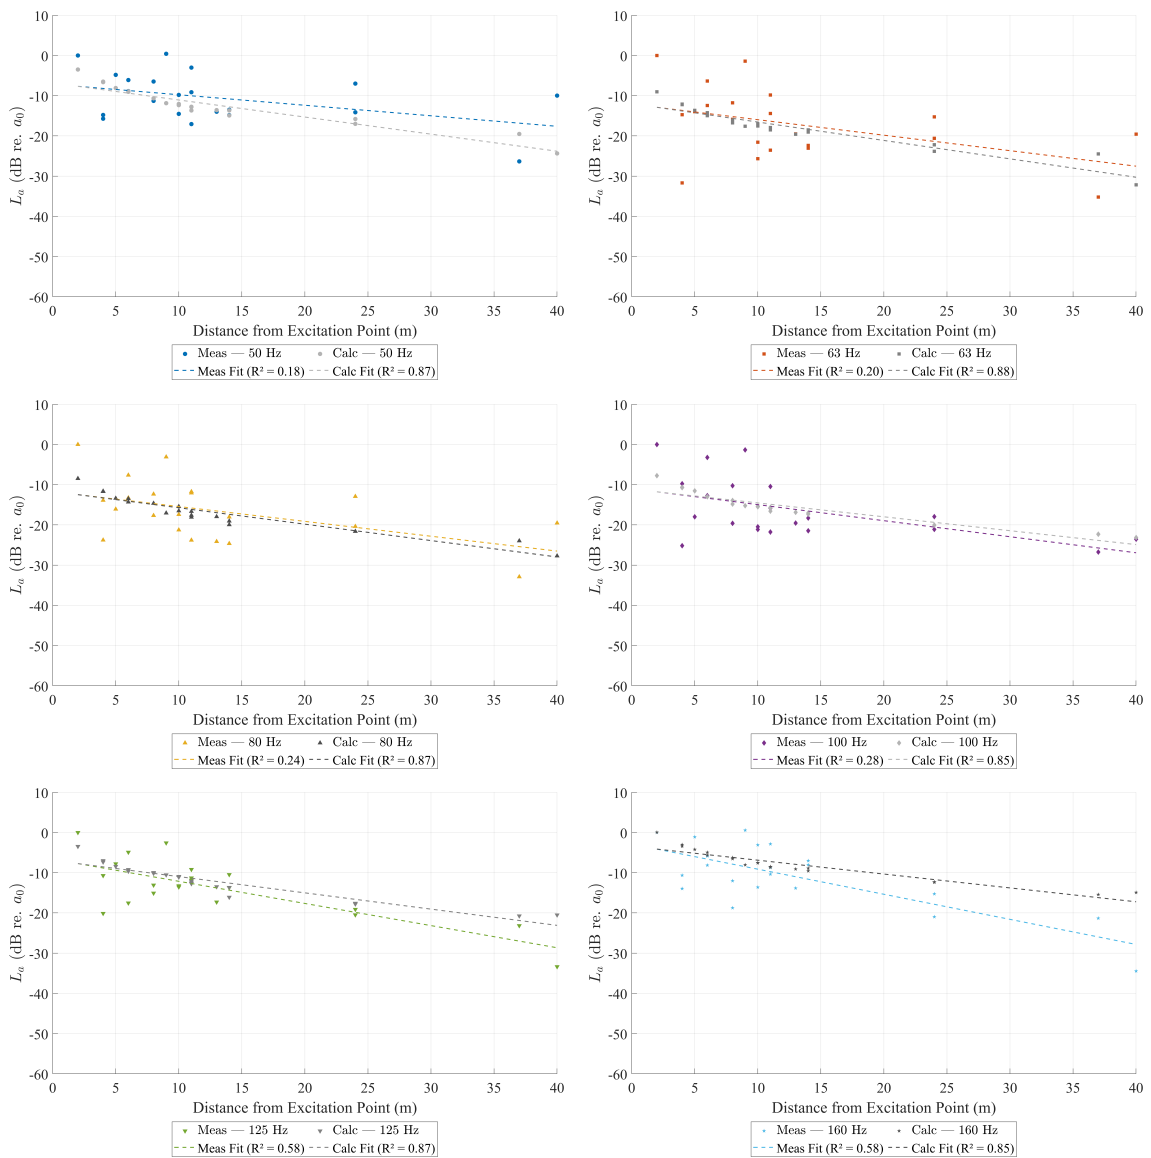 10
0
-10
-20
-30
-40
-50
-60
0 5 10 15 20 25 30 35 40
L_a (dB re. a_0)
Distance from Excitation Point (m)
Meas — 50 Hz Calc — 50 Hz
Meas Fit (R² = 0.18) Calc Fit (R² = 0.87)
10
0
-10
-20
-30
-40
-50
-60
0 5 10 15 20 25 30 35 40
L_a (dB re. a_0)
Distance from Excitation Point (m)
Meas — 63 Hz Calc — 63 Hz
Meas Fit (R² = 0.20) Calc Fit (R² = 0.88)
10
0
-10
-20
-30
-40
-50
-60
0 5 10 15 20 25 30 35 40
L_a (dB re. a_0)
Distance from Excitation Point (m)
Meas — 80 Hz Calc — 80 Hz
Meas Fit (R² = 0.24) Calc Fit (R² = 0.87)
10
0
-10
-20
-30
-40
-50
-60
0 5 10 15 20 25 30 35 40
L_a (dB re. a_0)
Distance from Excitation Point (m)
Meas — 100 Hz Calc — 100 Hz
Meas Fit (R² = 0.28) Calc Fit (R² = 0.85)
10
0
-10
-20
-30
-40
-50
-60
0 5 10 15 20 25 30 35 40
L_a (dB re. a_0)
Distance from Excitation Point (m)
Meas — 125 Hz Calc — 125 Hz
Meas Fit (R² = 0.58) Calc Fit (R² = 0.87)
10
0
-10
-20
-30
-40
-50
-60
0 5 10 15 20 25 30 35 40
L_a (dB re. a_0)
Distance from Excitation Point (m)
Meas — 160 Hz Calc — 160 Hz
Meas Fit (R² = 0.58) Calc Fit (R² = 0.85)